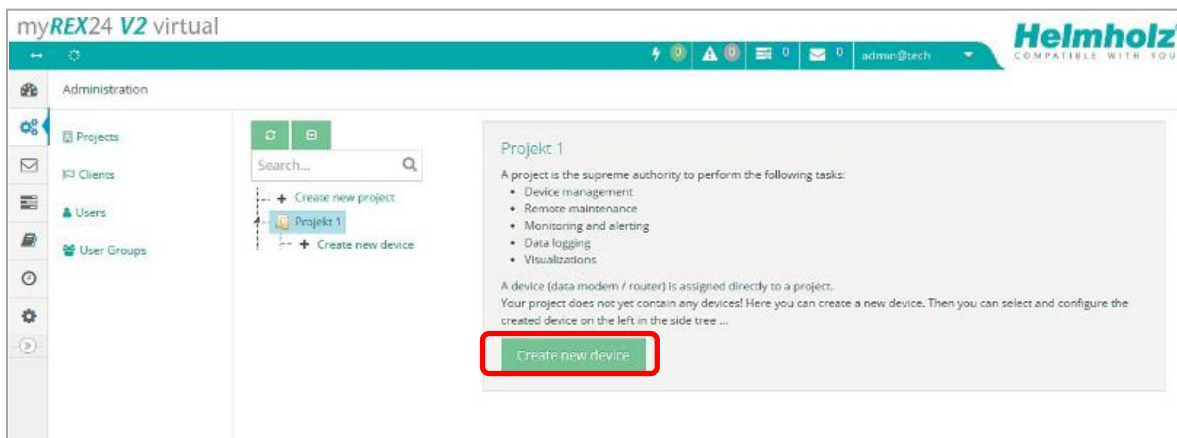 myREX24 V2 virtual
Helmholz
COMPATIBLE WITH YOU
0 0 0 0 admin@tech
Administration
Projects
Clients
Users
User Groups
Search...
Create new project
Projekt 1
Create new device
Projekt 1
A project is the supreme authority to perform the following tasks:
• Device management
• Remote maintenance
• Monitoring and alerting
• Data logging
• Visualizations
A device (data modem / router) is assigned directly to a project.
Your project does not yet contain any devices! Here you can create a new device. Then you can select and configure the
created device on the left in the side tree ...
Create new device